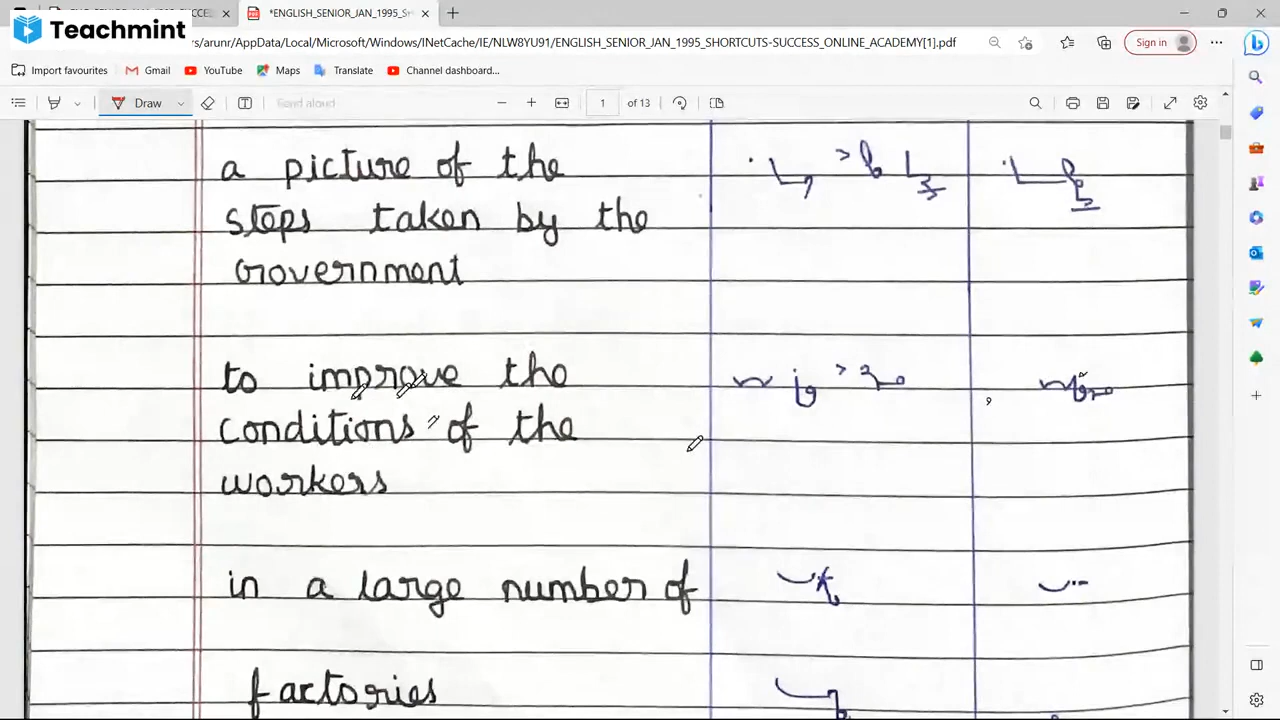 *ENGLISH_SENIOR_JAN_1995_S
Teachmint
s/arunr/AppData/Local/Microsoft/Windows/INetCache/IE/NLW8YU91/ENGLISH_SENIOR_JAN_1995_SHORTCUTS-SUCCESS_ONLINE_ACADEMY[1].pdf
Sign in
Import favourites
Gmail
YouTube
Maps
Translate
Channel dashboard...
Draw
Read aloud
1 of 13
a picture of the
steps taken by the
Government
to improve the
conditions of the
workers
in a large number of
factories